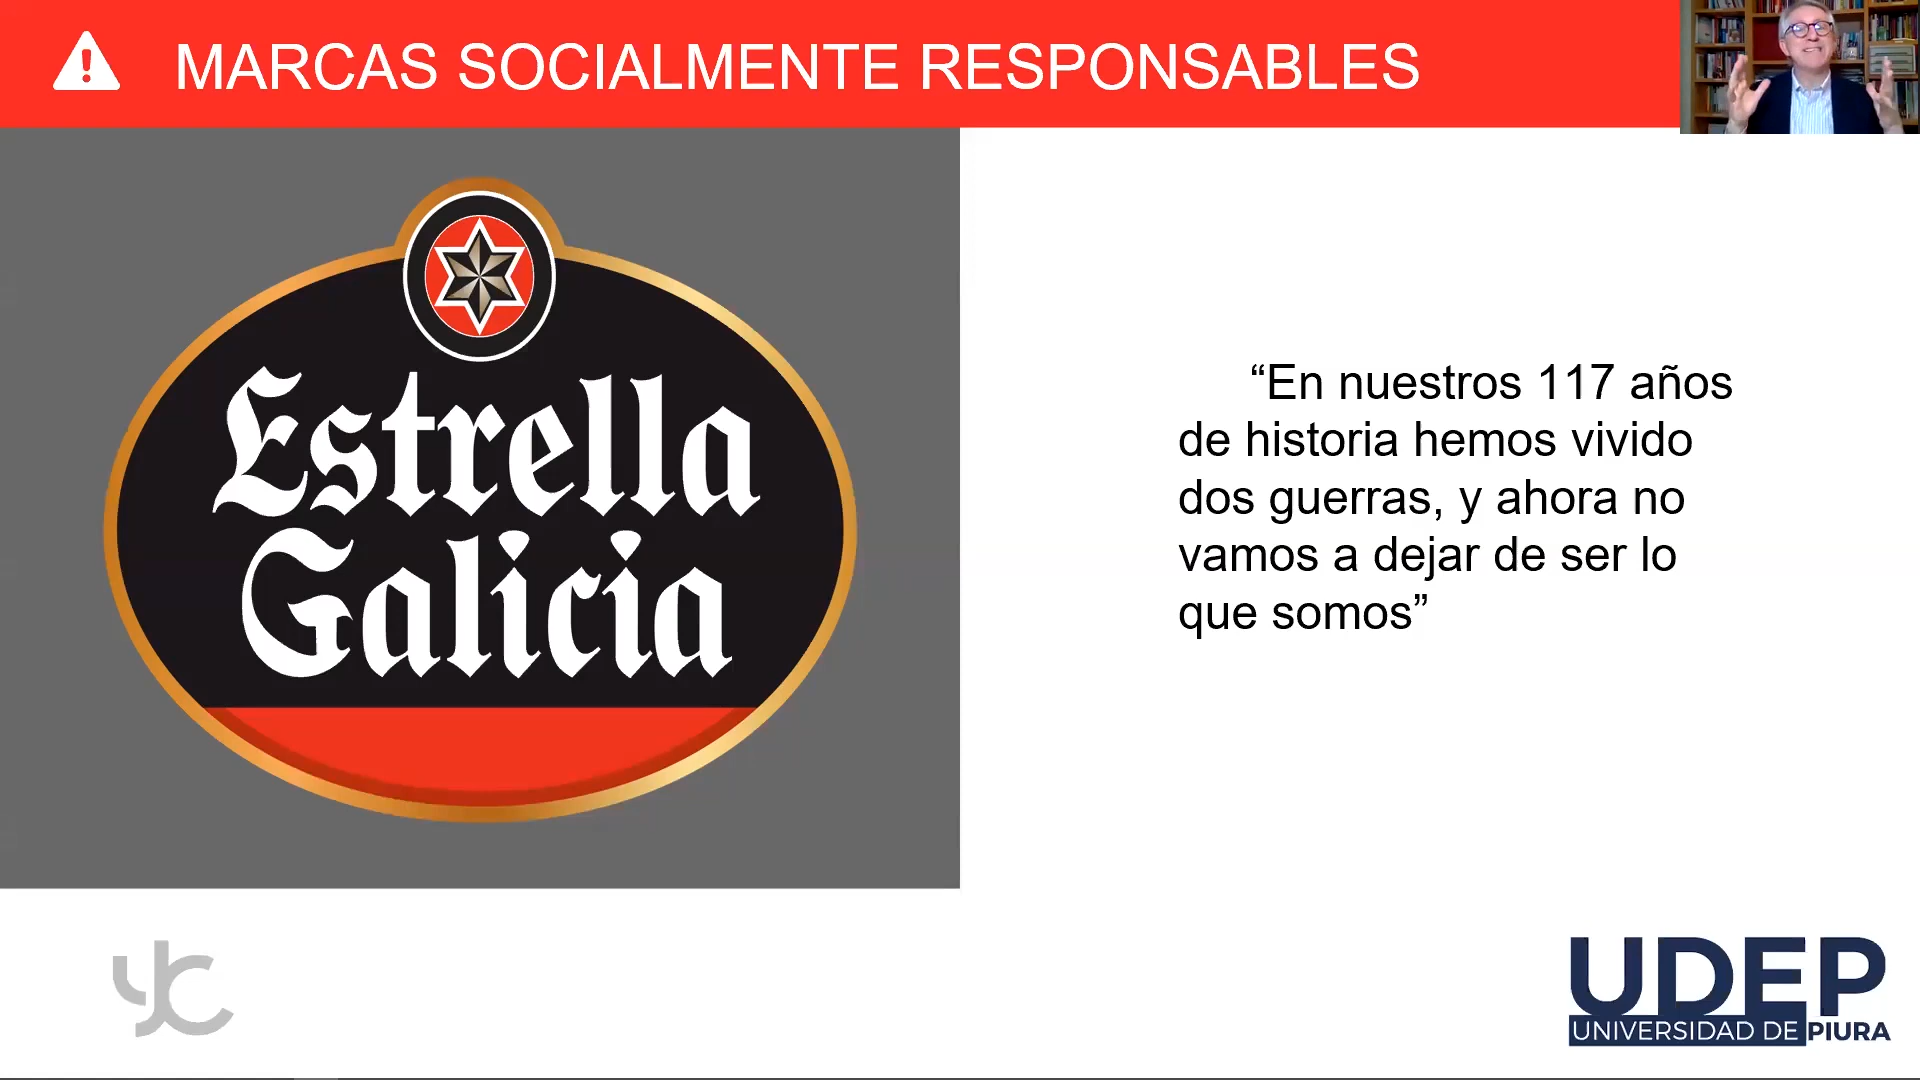 MARCAS SOCIALMENTE RESPONSABLES
Estrella
Galicia
“En nuestros 117 años
de historia hemos vivido
dos guerras, y ahora no
vamos a dejar de ser lo
que somos”
UDEP
UNIVERSIDAD DE PIURA